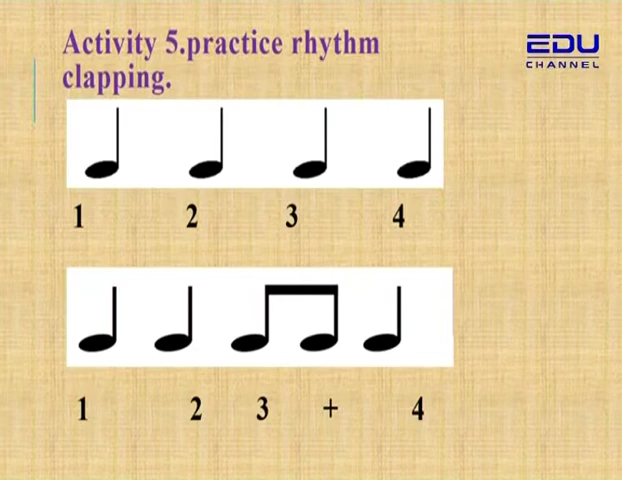 Activity 5.practice rhythm
clapping.
EDU
CHANNEL
1 2 3 4
1 2 3 + 4